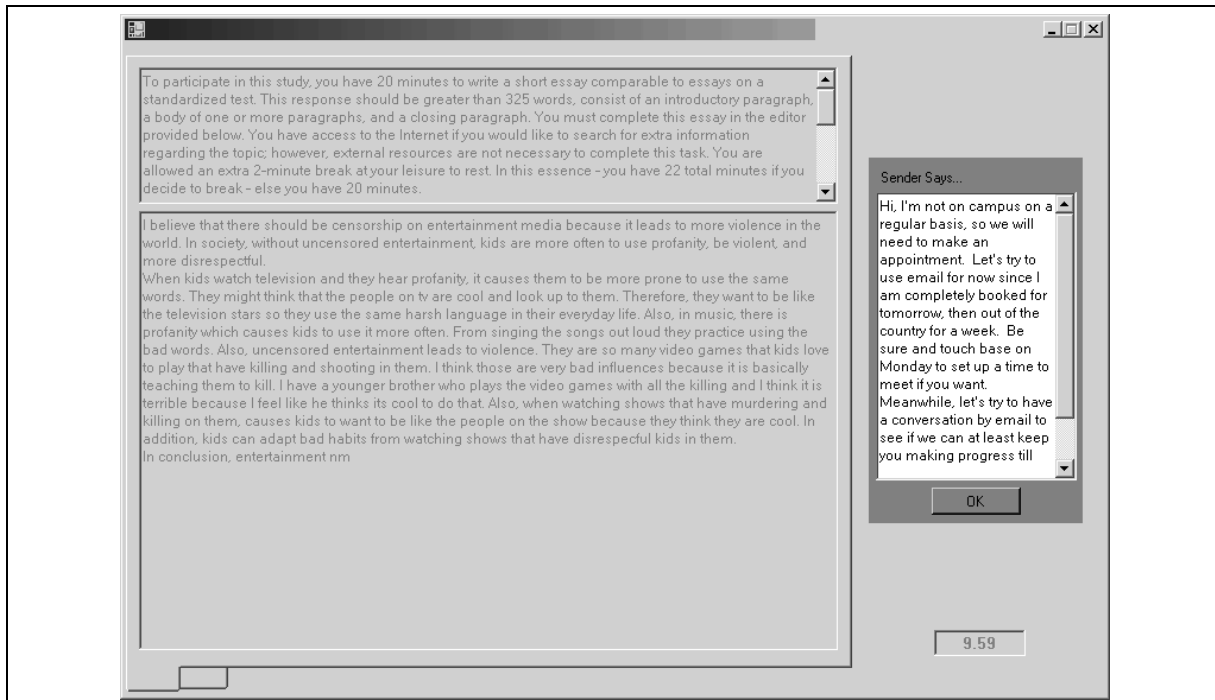 To participate in this study, you have 20 minutes to write a short essay comparable to essays on a
standardized test. This response should be greater than 325 words, consist of an introductory paragraph,
a body of one or more paragraphs, and a closing paragraph. You must complete this essay in the editor
provided below. You have access to the Internet if you would like to search for extra information
regarding the topic; however, external resources are not necessary to complete this task. You are
allowed an extra 2-minute break at your leisure to rest. In this essence - you have 22 total minutes if you
decide to break - else you have 20 minutes.
I believe that there should be censorship on entertainment media because it leads to more violence in the
world. In society, without uncensored entertainment, kids are more often to use profanity, be violent, and
more disrespectful.
When kids watch television and they hear profanity, it causes them to be more prone to use the same
words. They might think that the people on tv are cool and look up to them. Therefore, they want to be like
the television stars so they use the same harsh language in their everyday life. Also, in music, there is
profanity which causes kids to use it more often. From singing the songs out loud they practice using the
bad words. Also, uncensored entertainment leads to violence. They are so many video games that kids love
to play that have killing and shooting in them. I think those are very bad influences because it is basically
teaching them to kill. I have a younger brother who plays the video games with all the killing and I think it is
terrible because I feel like he thinks its cool to do that. Also, when watching shows that have murdering and
killing on them, causes kids to want to be like the people on the show because they think they are cool. In
addition, kids can adapt bad habits from watching shows that have disrespecful kids in them.
In conclusion, entertainment nm
Sender Says...
Hi, I'm not on campus on a
regular basis, so we will
need to make an
appointment. Let's try to
use email for now since I
am completely booked for
tomorrow, then out of the
country for a week. Be
sure and touch base on
Monday to set up a time to
meet if you want.
Meanwhile, let's try to have
a conversation by email to
see if we can at least keep
you making progress till
OK
9.59